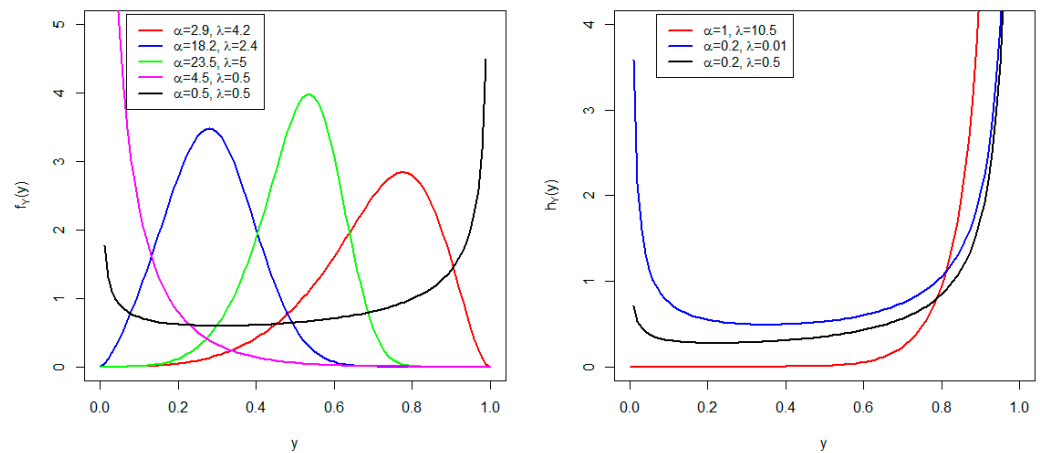 α=2.9, λ=4.2
α=18.2, λ=2.4
α=23.5, λ=5
α=4.5, λ=0.5
α=0.5, λ=0.5
0
1
2
3
4
5
0.0 0.2 0.4 0.6 0.8 1.0
y
fY(y)
α=1, λ=10.5
α=0.2, λ=0.01
α=0.2, λ=0.5
0
1
2
3
4
0.0 0.2 0.4 0.6 0.8 1.0
y
hY(y)